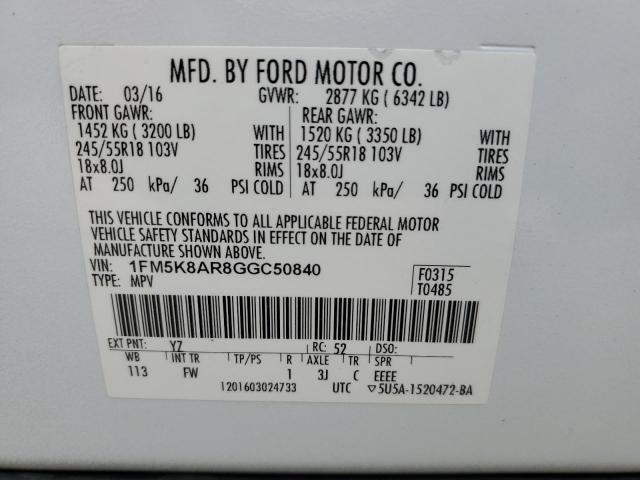 MFD. BY FORD MOTOR CO.
DATE: 03/16 GVWR: 2877 KG ( 6342 LB)
FRONT GAWR: REAR GAWR:
1452 KG ( 3200 LB) WITH 1520 KG ( 3350 LB) WITH
245/55R18 103V TIRES 245/55R18 103V TIRES
18x8.0J RIMS 18x8.0J RIMS
AT 250 kPa/ 36 PSI COLD AT 250 kPa/ 36 PSI COLD
THIS VEHICLE CONFORMS TO ALL APPLICABLE FEDERAL MOTOR
VEHICLE SAFETY STANDARDS IN EFFECT ON THE DATE OF
MANUFACTURE SHOWN ABOVE.
VIN: 1FM5K8AR8GGC50840 F0315
TYPE: MPV T0485
EXT PNT: YZ RC: 52 DSO:
WB INT TR TP/PS R AXLE TR SPR
113 FW 1 3J C EEEE
1201603024733 UTC ▽5U5A-1520472-BA